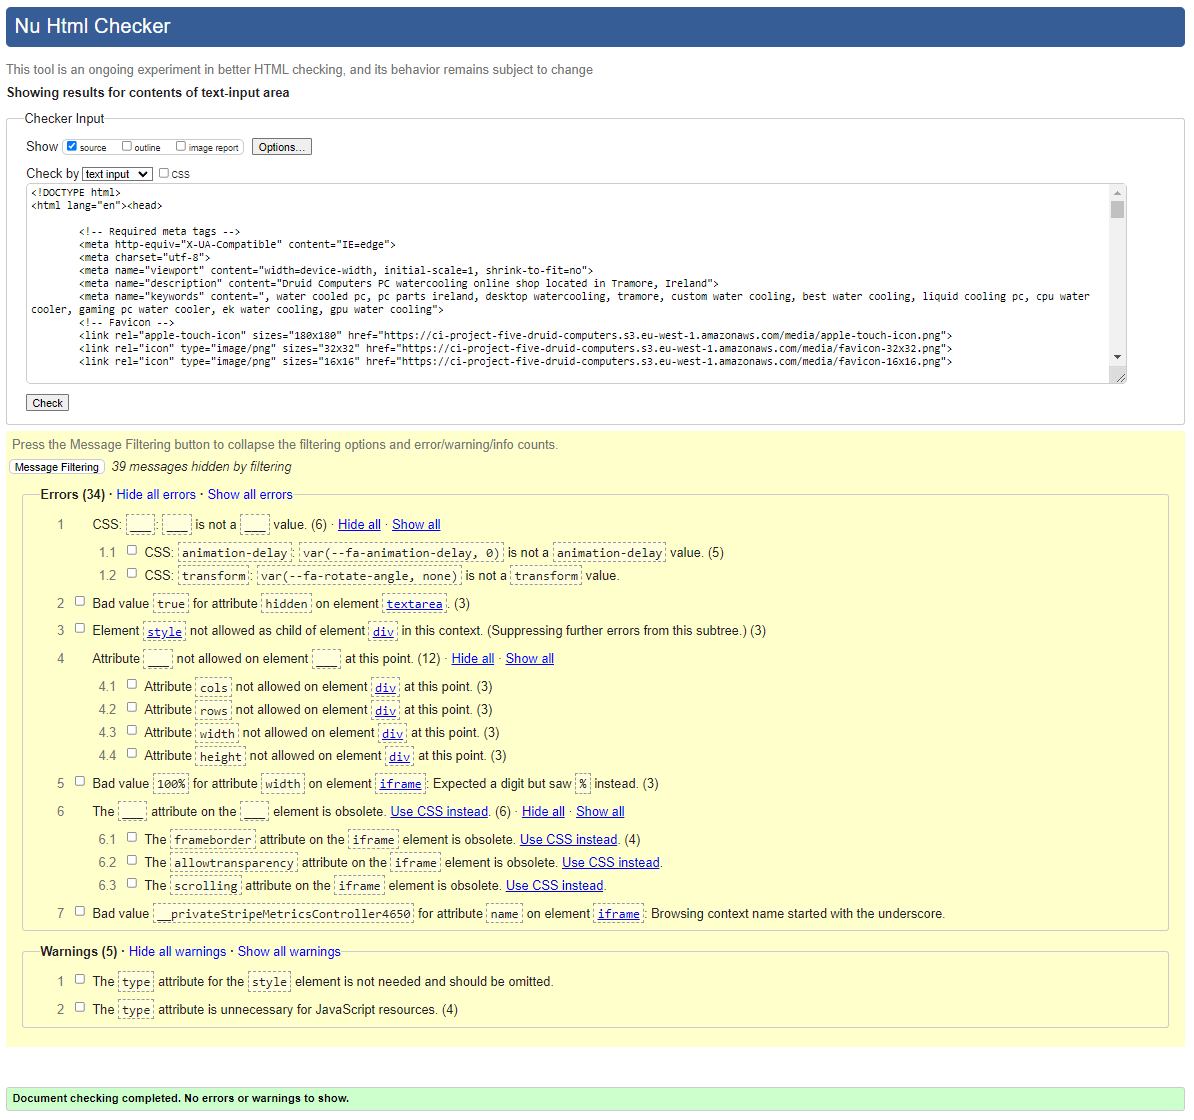 Nu Html Checker
This tool is an ongoing experiment in better HTML checking, and its behavior remains subject to change
Showing results for contents of text-input area
Checker Input
Show source outline image report Options...
Check by text input css
<!DOCTYPE html>
<html lang="en"><head>
<!-- Required meta tags -->
<meta http-equiv="X-UA-Compatible" content="IE=edge">
<meta charset="utf-8">
<meta name="viewport" content="width=device-width, initial-scale=1, shrink-to-fit=no">
<meta name="description" content="Druid Computers PC watercooling online shop located in Tramore, Ireland">
<meta name="keywords" content=", water cooled pc, pc parts ireland, desktop watercooling, tramore, custom water cooling, best water cooling, liquid cooling pc, cpu water
cooler, gaming pc water cooler, ek water cooling, gpu water cooling">
<!-- Favicon -->
<link rel="apple-touch-icon" sizes="180x180" href="https://ci-project-five-druid-computers.s3.eu-west-1.amazonaws.com/media/apple-touch-icon.png">
<link rel="icon" type="image/png" sizes="32x32" href="https://ci-project-five-druid-computers.s3.eu-west-1.amazonaws.com/media/favicon-32x32.png">
<link rel="icon" type="image/png" sizes="16x16" href="https://ci-project-five-druid-computers.s3.eu-west-1.amazonaws.com/media/favicon-16x16.png">
Check
Press the Message Filtering button to collapse the filtering options and error/warning/info counts.
Message Filtering 39 messages hidden by filtering
Errors (34) · Hide all errors · Show all errors
1 CSS: ___: ___ is not a ___ value. (6) · Hide all · Show all
1.1 CSS: animation-delay: var(--fa-animation-delay, 0) is not a animation-delay value. (5)
1.2 CSS: transform: var(--fa-rotate-angle, none) is not a transform value.
2 Bad value true for attribute hidden on element textarea. (3)
3 Element style not allowed as child of element div in this context. (Suppressing further errors from this subtree.) (3)
4 Attribute ___ not allowed on element ___ at this point. (12) · Hide all · Show all
4.1 Attribute cols not allowed on element div at this point. (3)
4.2 Attribute rows not allowed on element div at this point. (3)
4.3 Attribute width not allowed on element div at this point. (3)
4.4 Attribute height not allowed on element div at this point. (3)
5 Bad value 100% for attribute width on element iframe: Expected a digit but saw % instead. (3)
6 The ___ attribute on the ___ element is obsolete. Use CSS instead. (6) · Hide all · Show all
6.1 The frameborder attribute on the iframe element is obsolete. Use CSS instead. (4)
6.2 The allowtransparency attribute on the iframe element is obsolete. Use CSS instead.
6.3 The scrolling attribute on the iframe element is obsolete. Use CSS instead.
7 Bad value __privateStripeMetricsController4650 for attribute name on element iframe: Browsing context name started with the underscore.
Warnings (5) · Hide all warnings · Show all warnings
1 The type attribute for the style element is not needed and should be omitted.
2 The type attribute is unnecessary for JavaScript resources. (4)
Document checking completed. No errors or warnings to show.